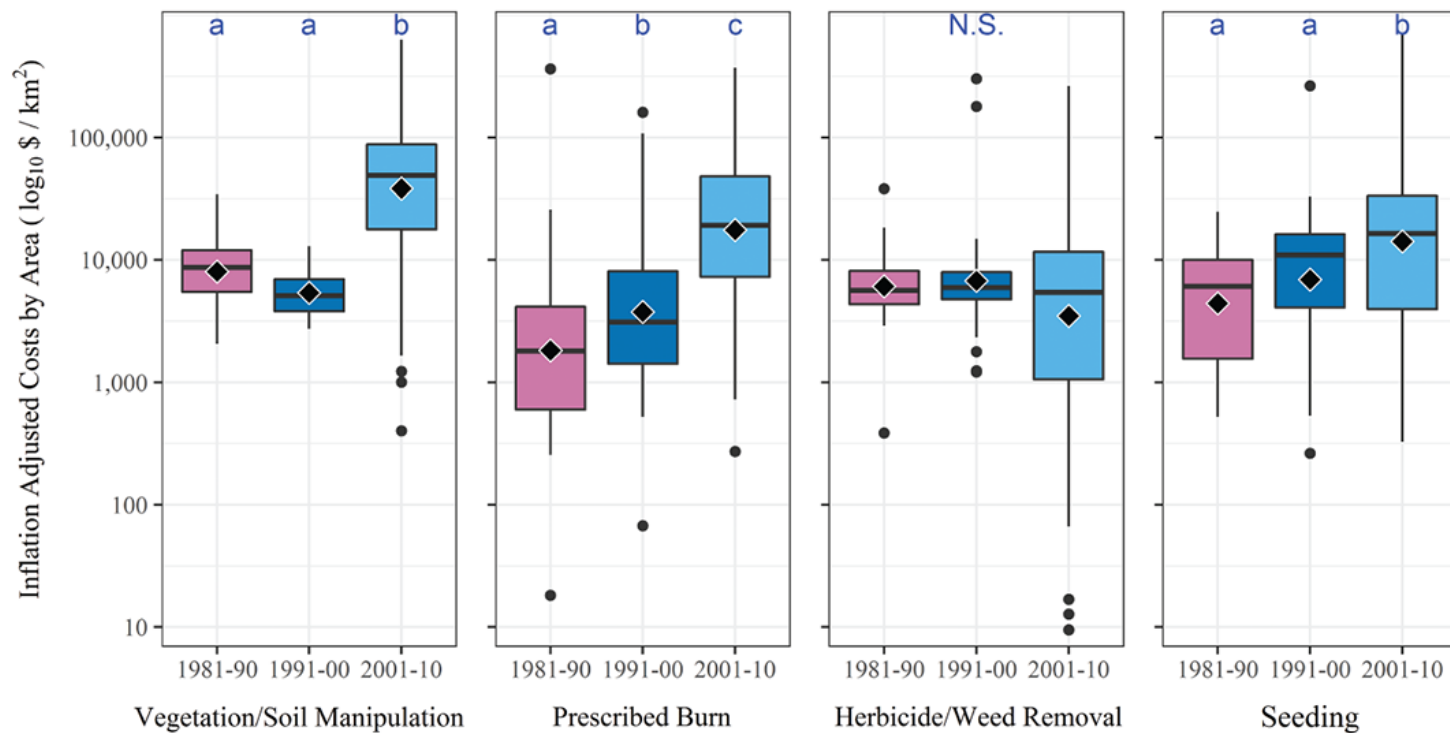 a a b
a b c
N.S.
a a b
Inflation Adjusted Costs by Area ( log₁₀ $ / km²)
100,000
10,000
1,000
100
10
1981-90 1991-00 2001-10
1981-90 1991-00 2001-10
1981-90 1991-00 2001-10
1981-90 1991-00 2001-10
Vegetation/Soil Manipulation
Prescribed Burn
Herbicide/Weed Removal
Seeding